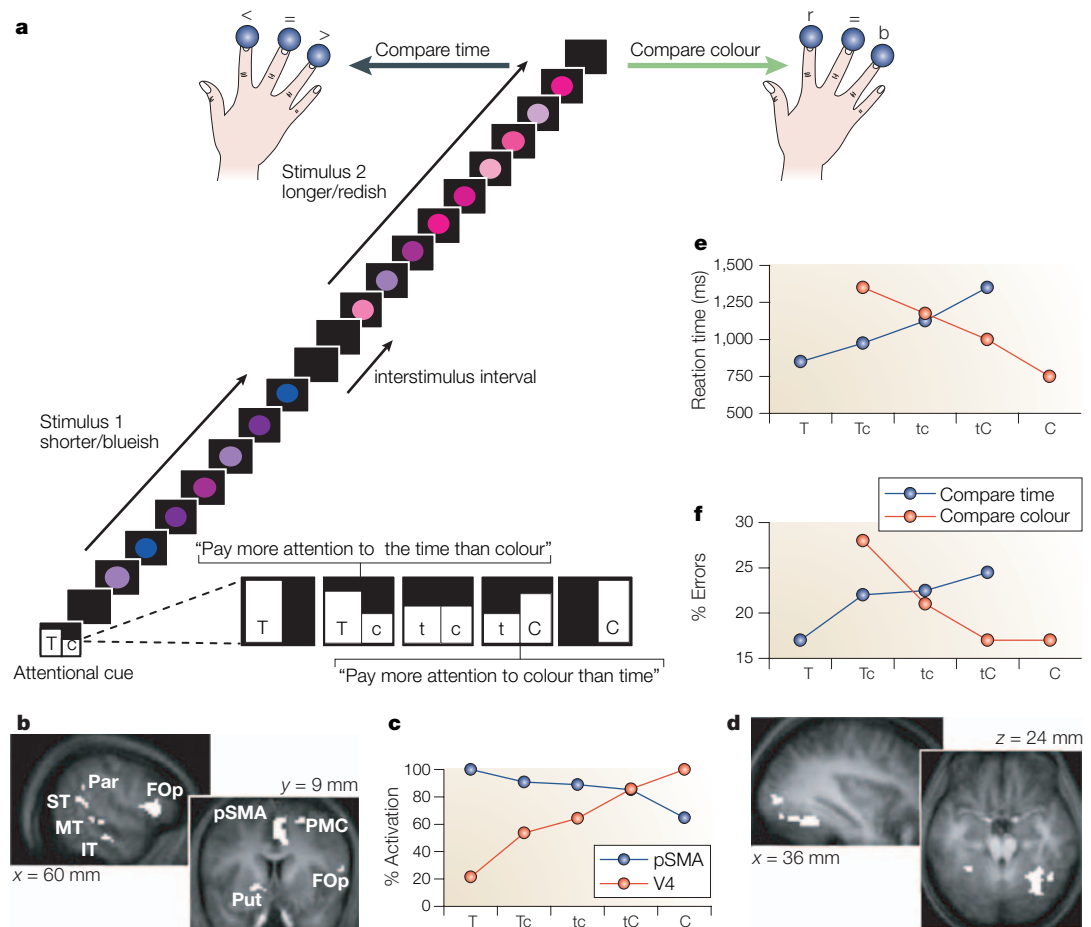 a
< = >
Compare time
Compare colour
r = b
Stimulus 2
longer/redish
interstimulus interval
Stimulus 1
shorter/blueish
"Pay more attention to the time than colour"
T
T c
t c
t C
C
T c
Attentional cue
"Pay more attention to colour than time"
e
Reation time (ms)
1,500
1,250
1,000
750
500
T Tc tc tC C
Compare time
Compare colour
f
% Errors
30
25
20
15
T Tc tc tC C
b
Par
ST
FOp
MT
IT
x = 60 mm
y = 9 mm
pSMA
PMC
FOp
Put
c
% Activation
100
80
60
40
20
0
pSMA
V4
T Tc tc tC C
d
x = 36 mm
z = 24 mm